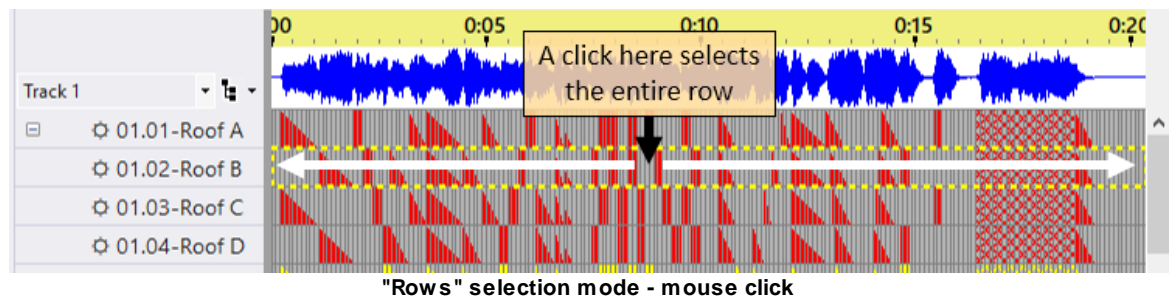 00 0:05 0:10 0:15 0:20
A click here selects
the entire row
Track 1
01.01-Roof A
01.02-Roof B
01.03-Roof C
01.04-Roof D
"Rows" selection mode - mouse click